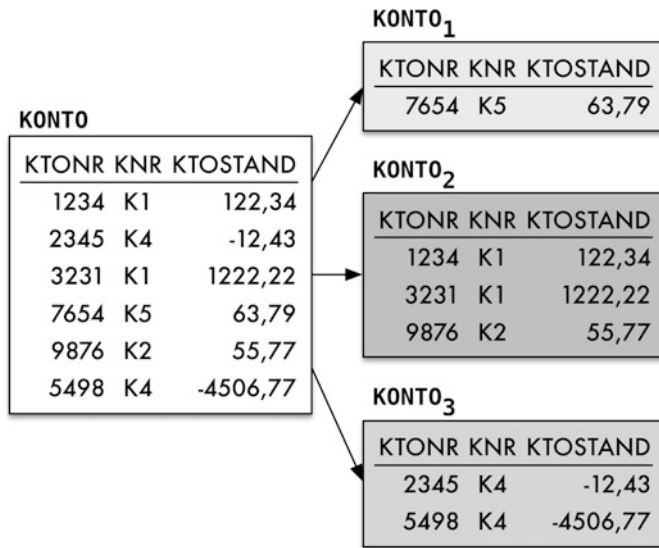 KONTO
KTONR KNR KTOSTAND
1234 K1 122,34
2345 K4 -12,43
3231 K1 1222,22
7654 K5 63,79
9876 K2 55,77
5498 K4 -4506,77
KONTO1
KTONR KNR KTOSTAND
7654 K5 63,79
KONTO2
KTONR KNR KTOSTAND
1234 K1 122,34
3231 K1 1222,22
9876 K2 55,77
KONTO3
KTONR KNR KTOSTAND
2345 K4 -12,43
5498 K4 -4506,77